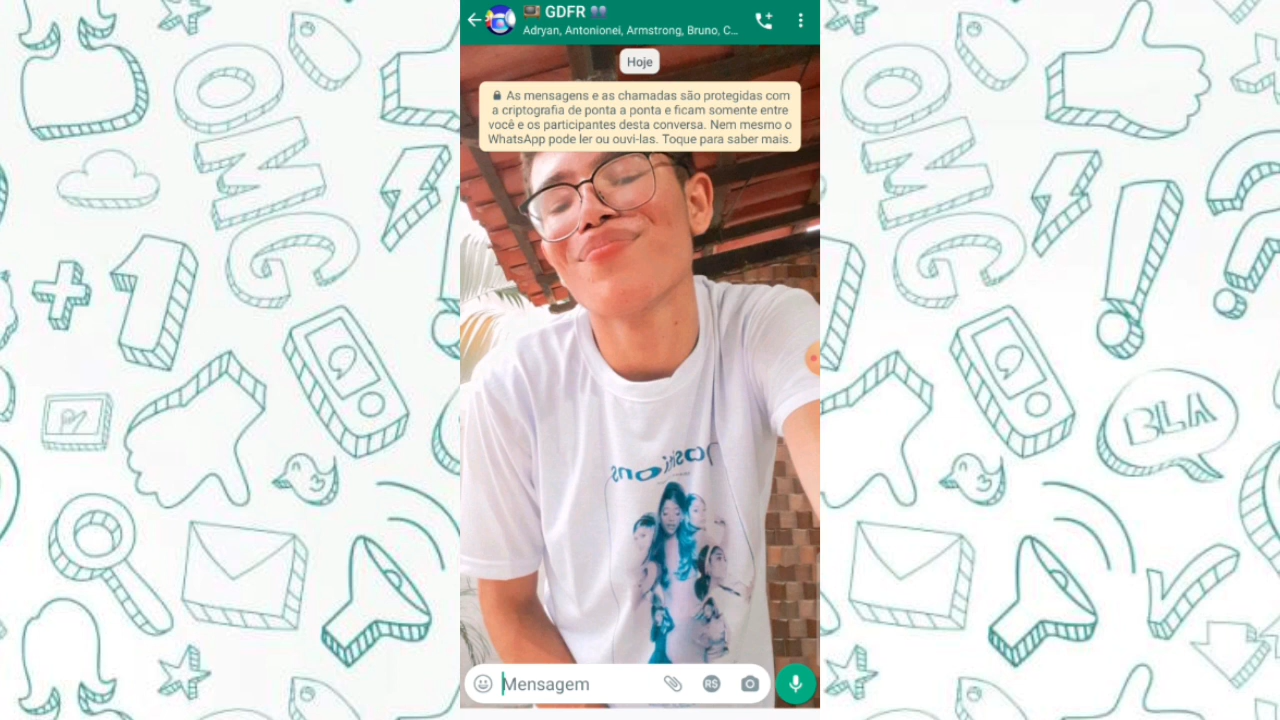 GDFR
Adryan, Antonionei, Armstrong, Bruno, C...
Hoje
As mensagens e as chamadas são protegidas com
a criptografia de ponta a ponta e ficam somente entre
você e os participantes desta conversa. Nem mesmo o
WhatsApp pode ler ou ouvi-las. Toque para saber mais.
positions
Mensagem
R$
OMG
+1
OMG
BLA